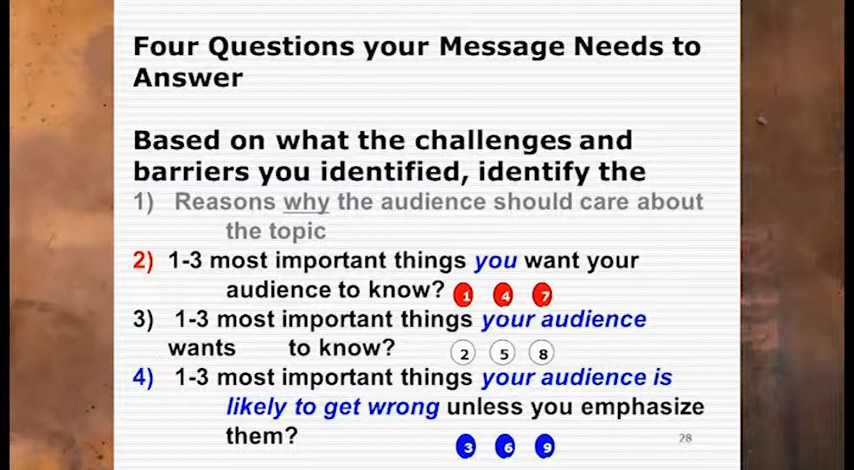 Four Questions your Message Needs to
Answer
Based on what the challenges and
barriers you identified, identify the
1) Reasons why the audience should care about
the topic
2) 1-3 most important things you want your
audience to know? 1 4 7
3) 1-3 most important things your audience
wants to know? 2 5 8
4) 1-3 most important things your audience is
likely to get wrong unless you emphasize
them? 3 6 9
28